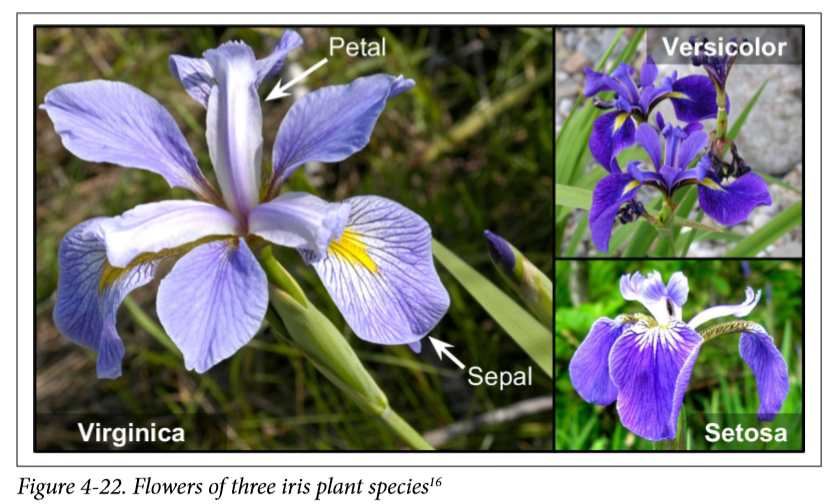 Petal
Versicolor
Sepal
Virginica
Setosa
Figure 4-22. Flowers of three iris plant species16